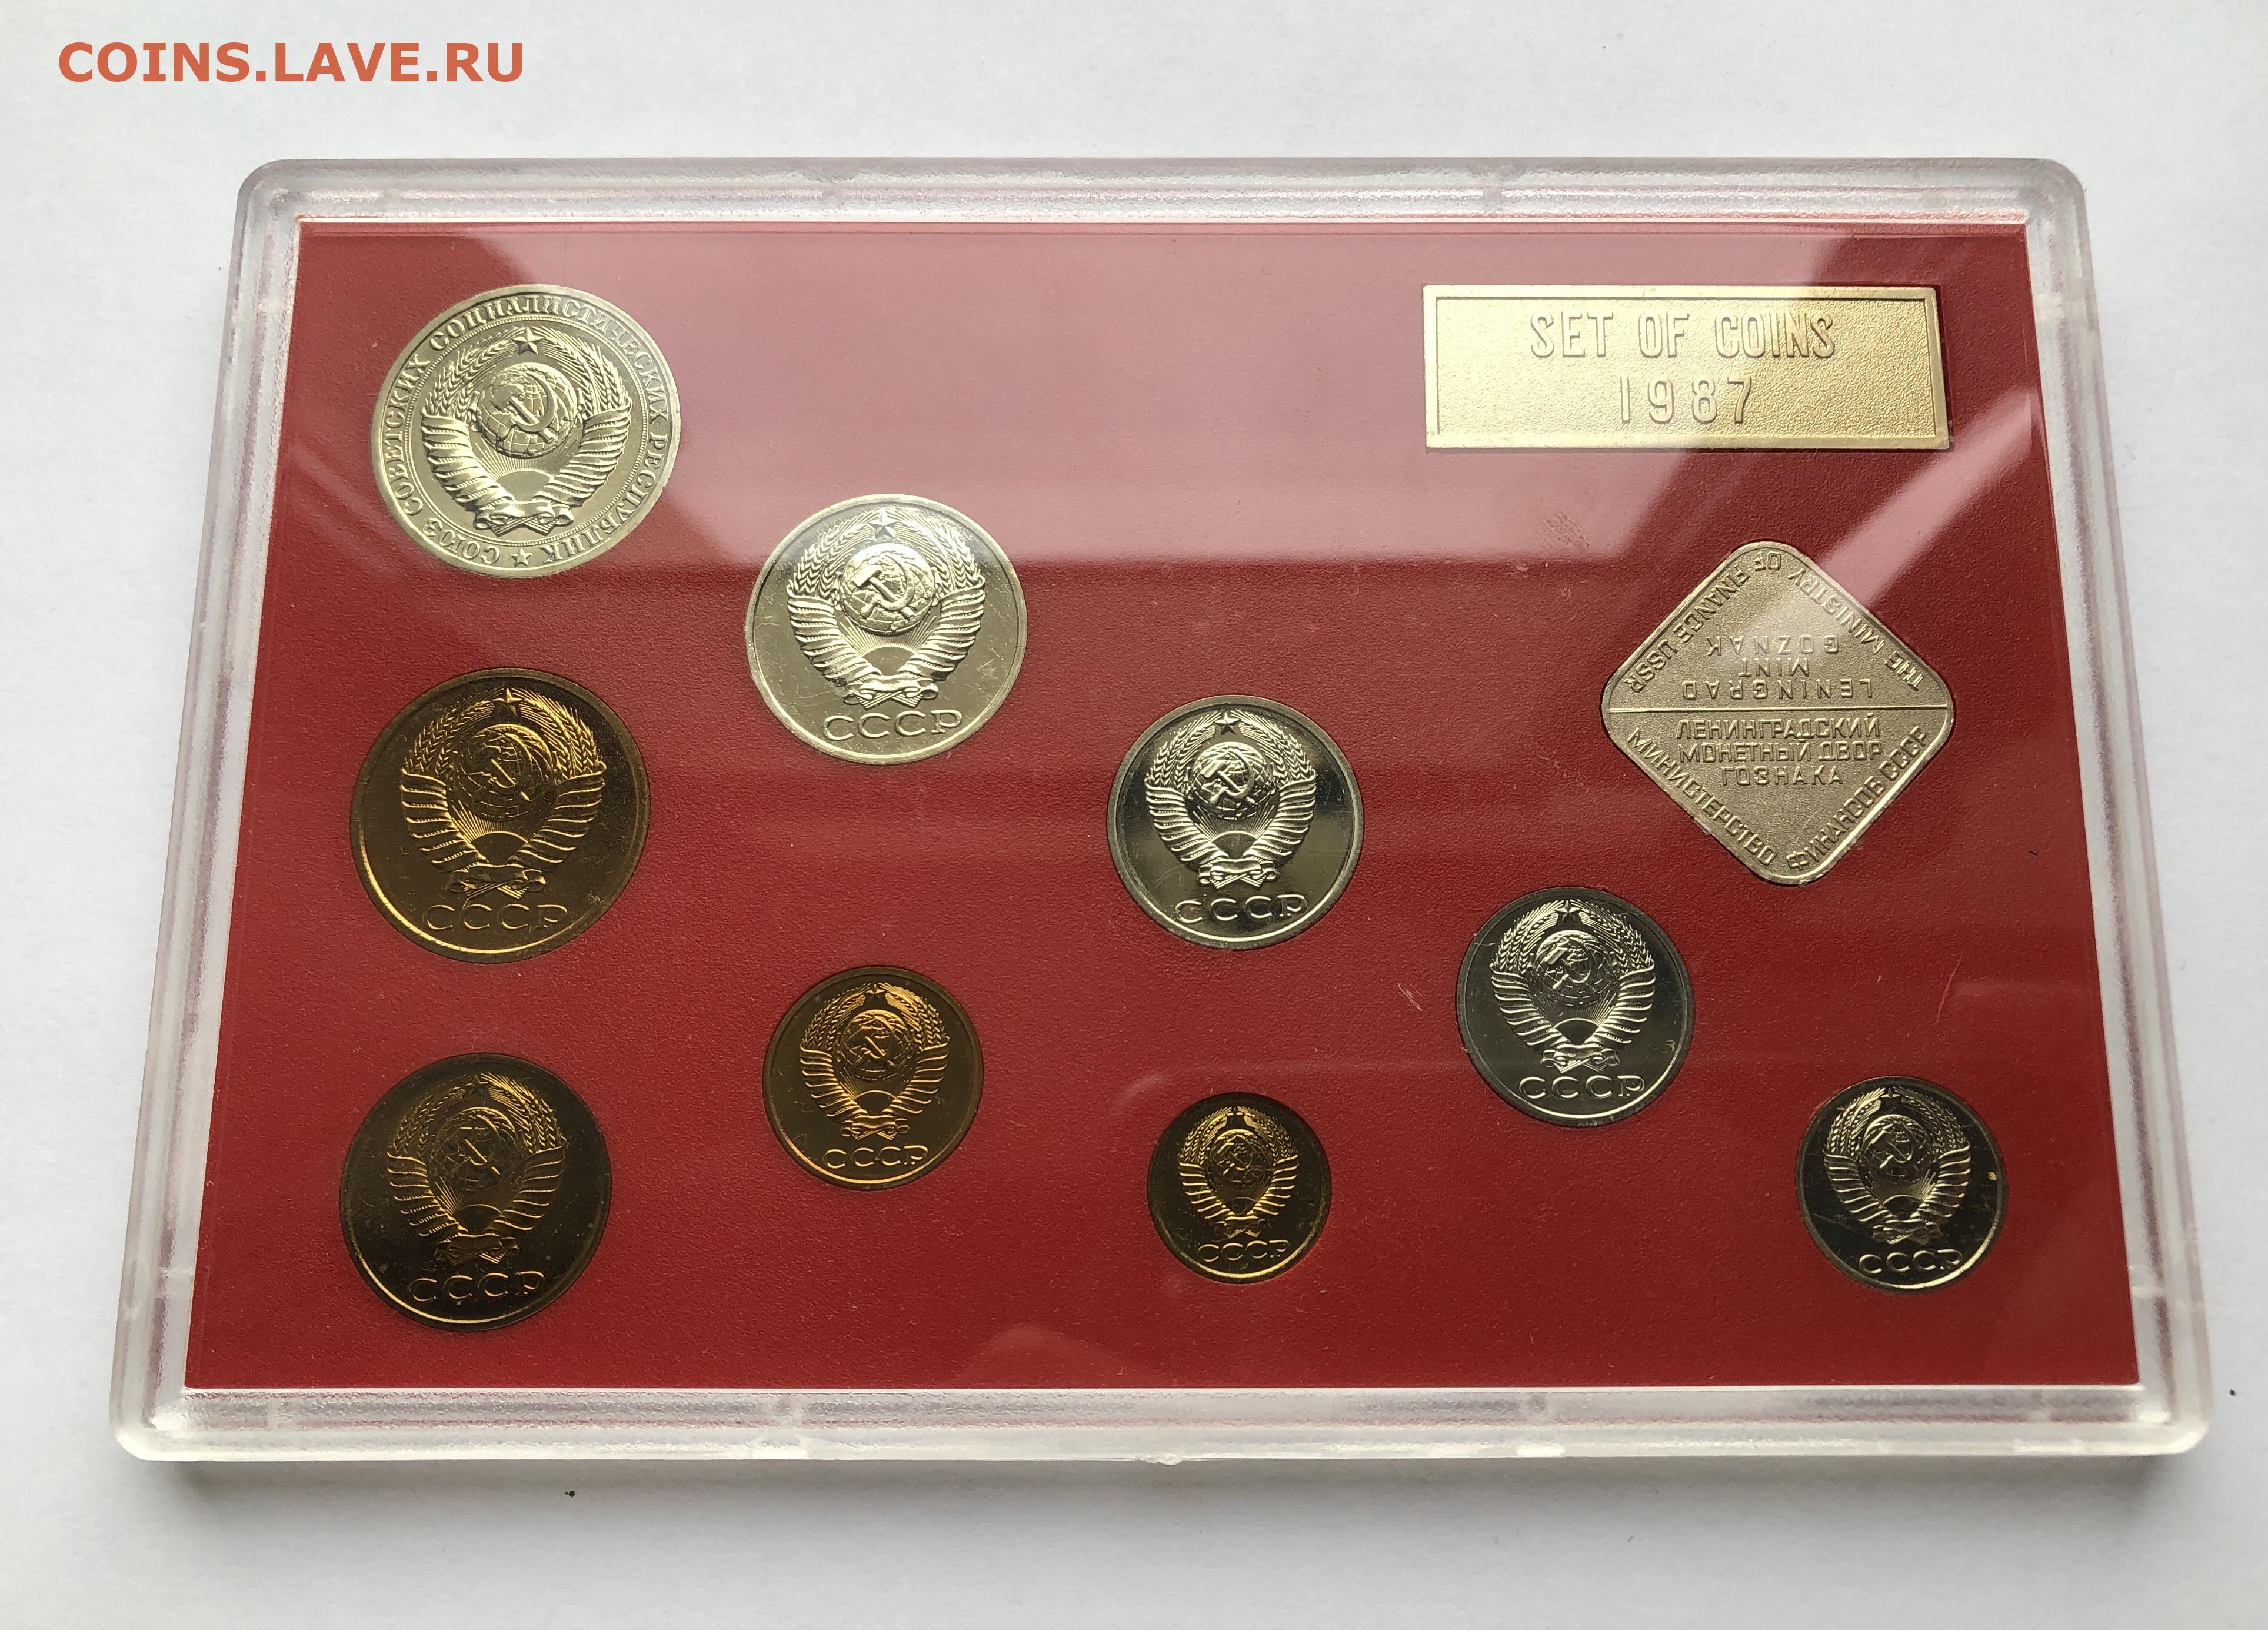 COINS.LAVE.RU
SET OF COINS
1987
СОЮЗ СОВЕТСКИХ СОЦИАЛИСТИЧЕСКИХ РЕСПУБЛИК
СССР
THE MINISTRY OF FINANCE USSR
LENINGRAD
MINT
GOZNAK
ЛЕНИНГРАДСКИЙ
МОНЕТНЫЙ ДВОР
ГОЗНАКА
МИНИСТЕРСТВО ФИНАНСОВ СССР
СССР
СССР
СССР
СССР
СССР
СССР
СССР